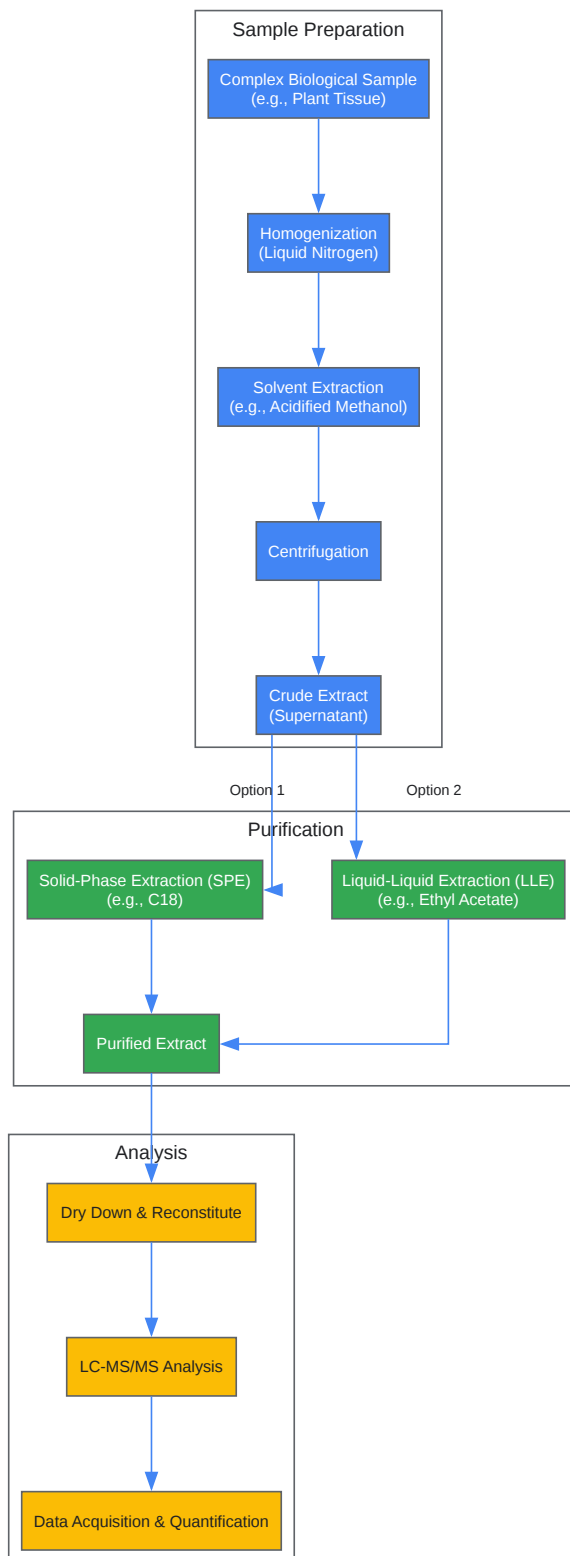 Sample Preparation
Complex Biological Sample
(e.g., Plant Tissue)
Homogenization
(Liquid Nitrogen)
Solvent Extraction
(e.g., Acidified Methanol)
Centrifugation
Crude Extract
(Supernatant)
Option 1
Option 2
Purification
Solid-Phase Extraction (SPE)
(e.g., C18)
Liquid-Liquid Extraction (LLE)
(e.g., Ethyl Acetate)
Purified Extract
Analysis
Dry Down & Reconstitute
LC-MS/MS Analysis
Data Acquisition & Quantification